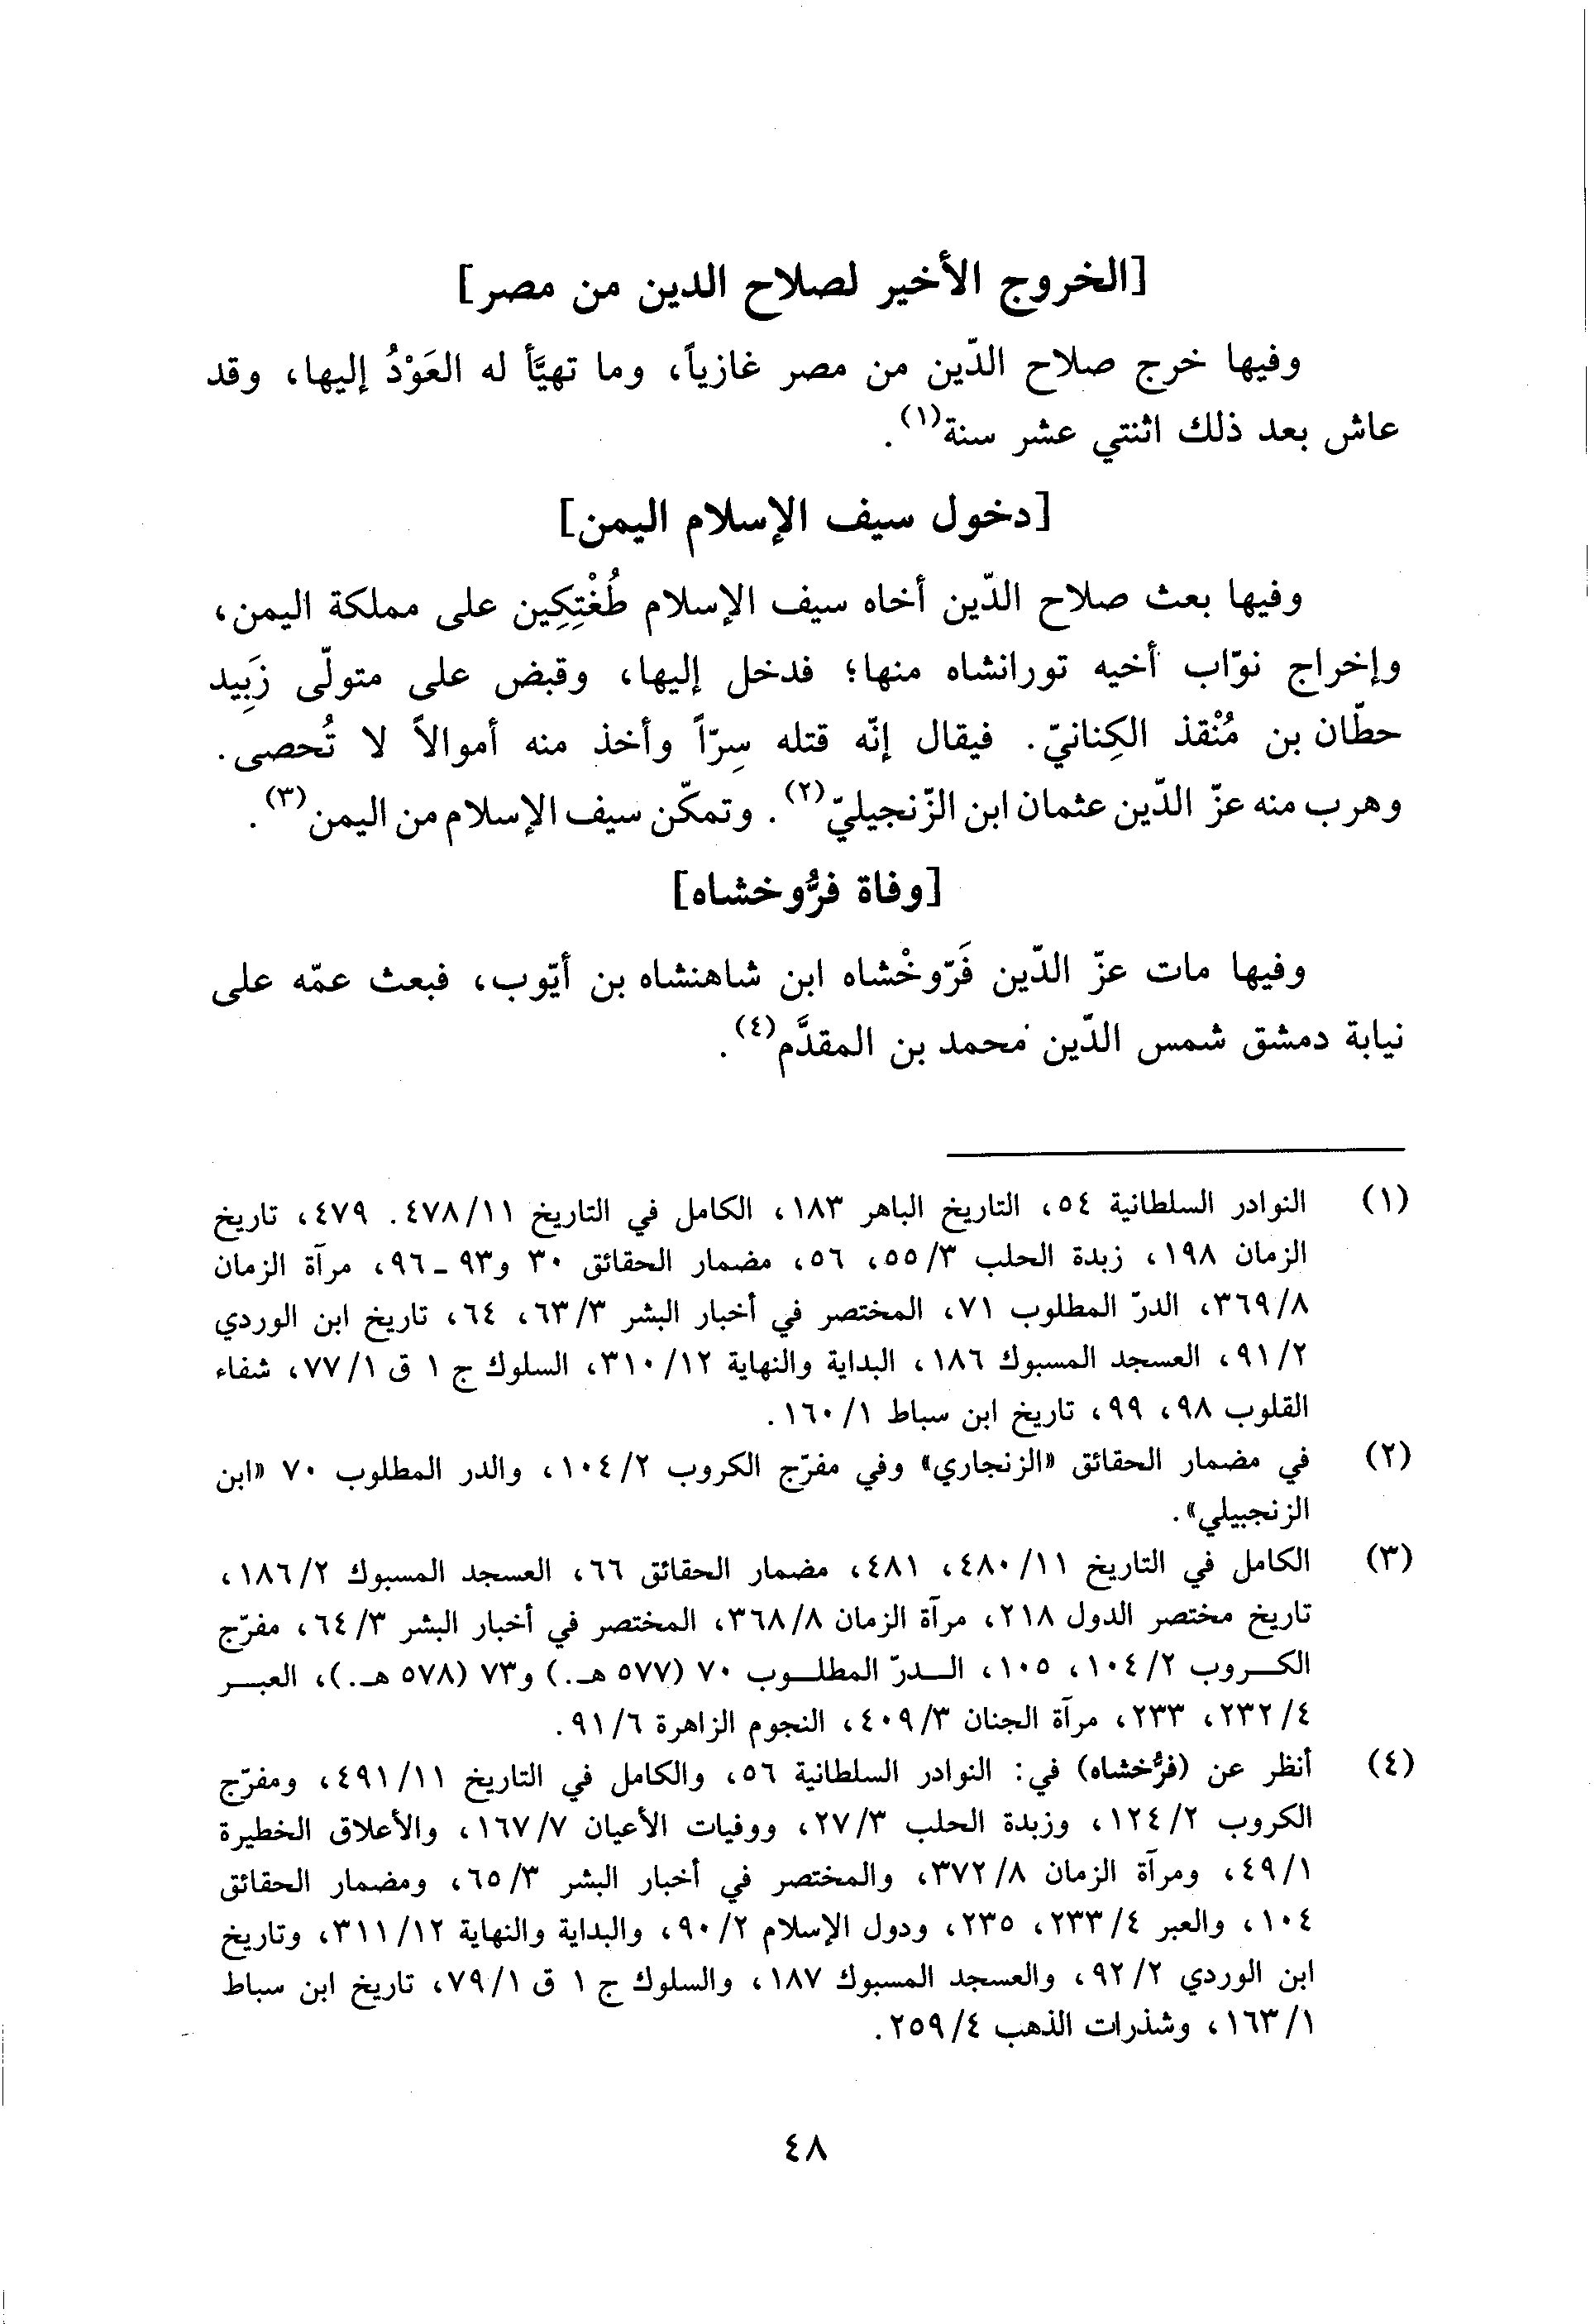 [الخروج الأخير لصلاح الدين من مصر]
وفيها خرج صلاح الدّين من مصر غازياً، وما تهيَّأ له العَوْدُ إليها، وقد
عاش بعد ذلك اثنتي عشر سنة(١).
[دخول سيف الإسلام اليمن]
وفيها بعث صلاح الدّين أخاه سيف الإسلام طُغْتِكِين على مملكة اليمن،
وإخراج نوّاب أخيه تورانشاه منها؛ فدخل إليها، وقبض على متولّى زَبِيد
حطّان بن مُنْقذ الكِنانيّ. فيقال إنّه قتله سِرّاً وأخذ منه أموالاً لا تُحصى.
وهرب منه عزّ الدّين عثمان ابن الزّنجيليّ(٢). وتمكّن سيف الإسلام من اليمن(٣).
[وفاة فرُّوخشاه]
وفيها مات عزّ الدّين فَرّوخْشاه ابن شاهنشاه بن أيّوب، فبعث عمّه على
نيابة دمشق شمس الدّين محمد بن المقدَّم(٤).
(١) النوادر السلطانية ٥٤، التاريخ الباهر ١٨٣، الكامل في التاريخ ٤٧٨/١١. ٤٧٩، تاريخ
الزمان ١٩٨، زبدة الحلب ٥٥/٣، ٥٦، مضمار الحقائق ٣٠ و٩٣ ـ ٩٦، مرآة الزمان
٣٦٩/٨، الدرّ المطلوب ٧١، المختصر في أخبار البشر ٦٣/٣، ٦٤، تاريخ ابن الوردي
٩١/٢، العسجد المسبوك ١٨٦، البداية والنهاية ٣١٠/١٢، السلوك ج ١ ق ٧٧/١، شفاء
القلوب ٩٨، ٩٩، تاريخ ابن سباط ١٦٠/١.
(٢) في مضمار الحقائق «الزنجاري» وفي مفرّج الكروب ١٠٤/٢، والدر المطلوب ٧٠ «ابن
الزنجبيلي».
(٣) الكامل في التاريخ ٤٨٠/١١، ٤٨١، مضمار الحقائق ٦٦، العسجد المسبوك ١٨٦/٢،
تاريخ مختصر الدول ٢١٨، مرآة الزمان ٣٦٨/٨، المختصر في أخبار البشر ٦٤/٣، مفرّج
الكـــروب ١٠٤/٢، ١٠٥، الـــدرّ المطلـــوب ٧٠ (٥٧٧ هـ.) و٧٣ (٥٧٨ هـ.)، العبـــر
٢٣٢/٤، ٢٣٣، مرآة الجنان ٤٠٩/٣، النجوم الزاهرة ٩١/٦.
(٤) أنظر عن (فرُّخشاه) في: النوادر السلطانية ٥٦، والكامل في التاريخ ٤٩١/١١، ومفرّج
الكروب ١٢٤/٢، وزبدة الحلب ٢٧/٣، ووفيات الأعيان ١٦٧/٧، والأعلاق الخطيرة
٤٩/١، ومرآة الزمان ٣٧٢/٨، والمختصر في أخبار البشر ٦٥/٣، ومضمار الحقائق
١٠٤، والعبر ٢٣٣/٤، ٢٣٥، ودول الإسلام ٩٠/٢، والبداية والنهاية ٣١١/١٢، وتاريخ
ابن الوردي ٩٢/٢، والعسجد المسبوك ١٨٧، والسلوك ج ١ ق ٧٩/١، تاريخ ابن سباط
١٦٣/١، وشذرات الذهب ٢٥٩/٤.
٤٨